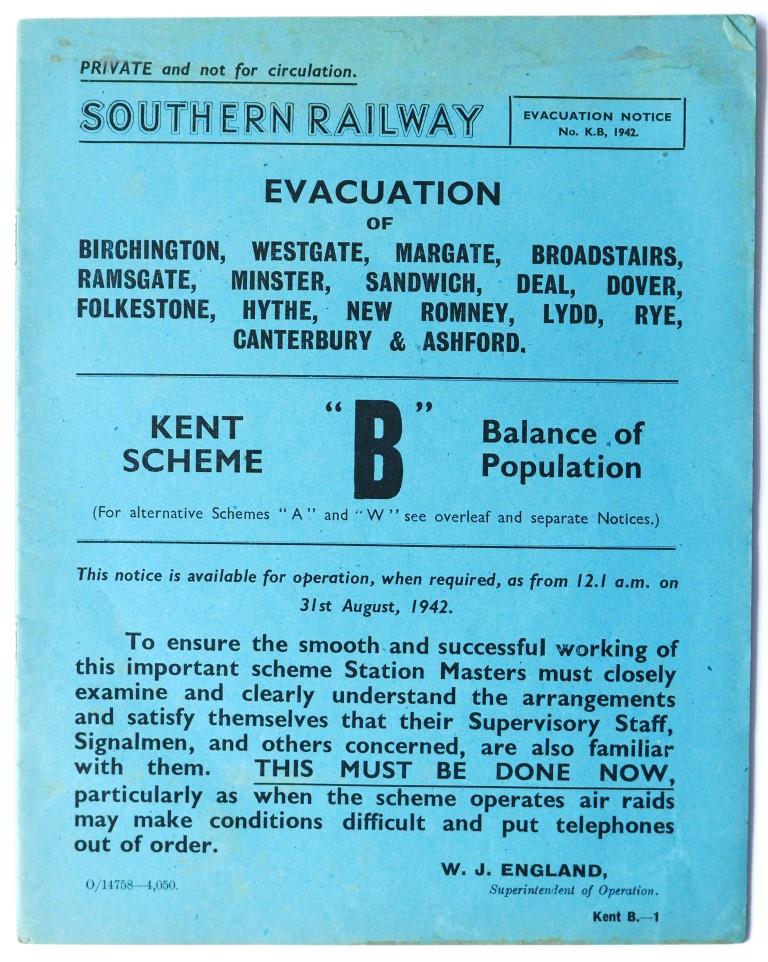 PRIVATE and not for circulation.
SOUTHERN RAILWAY
EVACUATION NOTICE
No. K.B, 1942.
EVACUATION
OF
BIRCHINGTON, WESTGATE, MARGATE, BROADSTAIRS,
RAMSGATE, MINSTER, SANDWICH, DEAL, DOVER,
FOLKESTONE, HYTHE, NEW ROMNEY, LYDD, RYE,
CANTERBURY & ASHFORD.
KENT
SCHEME
"B"
Balance of
Population
(For alternative Schemes "A" and "W" see overleaf and separate Notices.)
This notice is available for operation, when required, as from 12.1 a.m. on
31st August, 1942.
To ensure the smooth and successful working of
this important scheme Station Masters must closely
examine and clearly understand the arrangements
and satisfy themselves that their Supervisory Staff,
Signalmen, and others concerned, are also familiar
with them. THIS MUST BE DONE NOW,
particularly as when the scheme operates air raids
may make conditions difficult and put telephones
out of order.
W. J. ENGLAND,
Superintendent of Operation.
O/14758—4,050.
Kent B.—1